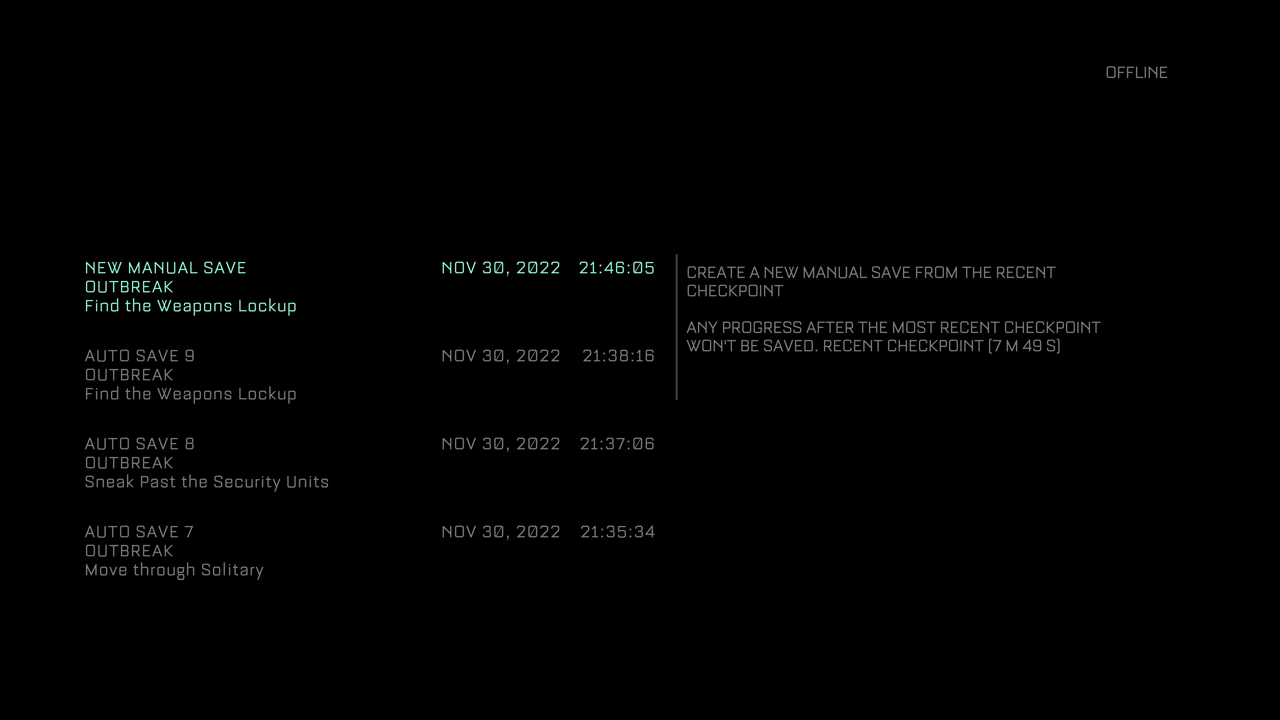 OFFLINE
NEW MANUAL SAVE NOV 30, 2022 21:46:05
OUTBREAK
Find the Weapons Lockup
CREATE A NEW MANUAL SAVE FROM THE RECENT
CHECKPOINT
ANY PROGRESS AFTER THE MOST RECENT CHECKPOINT
WON'T BE SAVED. RECENT CHECKPOINT (7 M 49 S)
AUTO SAVE 9 NOV 30, 2022 21:38:16
OUTBREAK
Find the Weapons Lockup
AUTO SAVE 8 NOV 30, 2022 21:37:06
OUTBREAK
Sneak Past the Security Units
AUTO SAVE 7 NOV 30, 2022 21:35:34
OUTBREAK
Move through Solitary